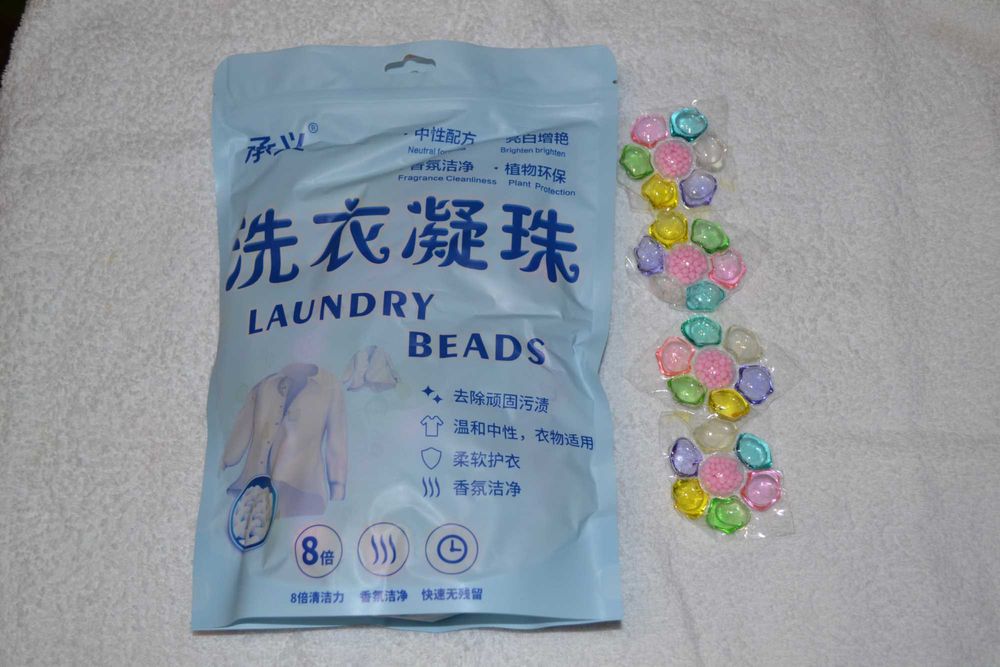 承兴®
· 中性配方
亮白增艳
Neutral
Brighten brighten
香氛洁净
· 植物环保
Fragrance Cleanliness
Plant Protection
洗衣凝珠
LAUNDRY
BEADS
去除顽固污渍
温和中性，衣物适用
柔软护衣
香氛洁净
8倍
8倍清洁力
香氛洁净
快速无残留